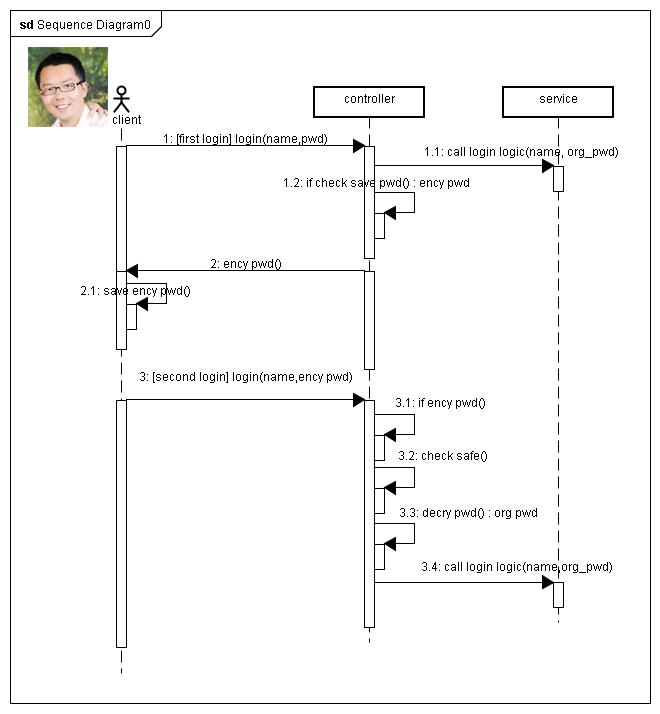 sd Sequence Diagram0
client
controller
service
1: [first login] login(name,pwd)
1.1: call login logic(name, org_pwd)
1.2: if check save pwd() : ency pwd
2: ency pwd()
2.1: save ency pwd()
3: [second login] login(name,ency pwd)
3.1: if ency pwd()
3.2: check safe()
3.3: decry pwd() : org pwd
3.4: call login logic(name,org_pwd)